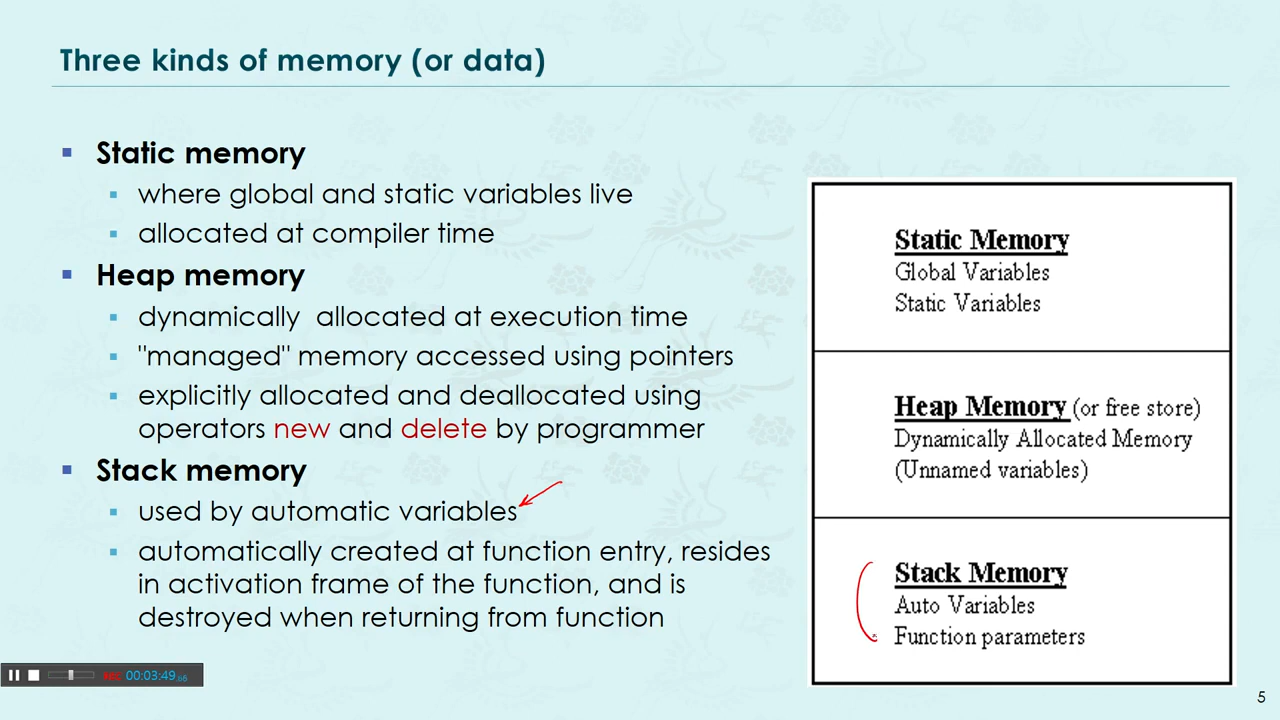 Three kinds of memory (or data)
Static memory
where global and static variables live
allocated at compiler time
Heap memory
dynamically allocated at execution time
"managed" memory accessed using pointers
explicitly allocated and deallocated using
operators new and delete by programmer
Stack memory
used by automatic variables
automatically created at function entry, resides
in activation frame of the function, and is
destroyed when returning from function
Static Memory
Global Variables
Static Variables
Heap Memory (or free store)
Dynamically Allocated Memory
(Unnamed variables)
Stack Memory
Auto Variables
Function parameters
REC 00:03:49.66
5